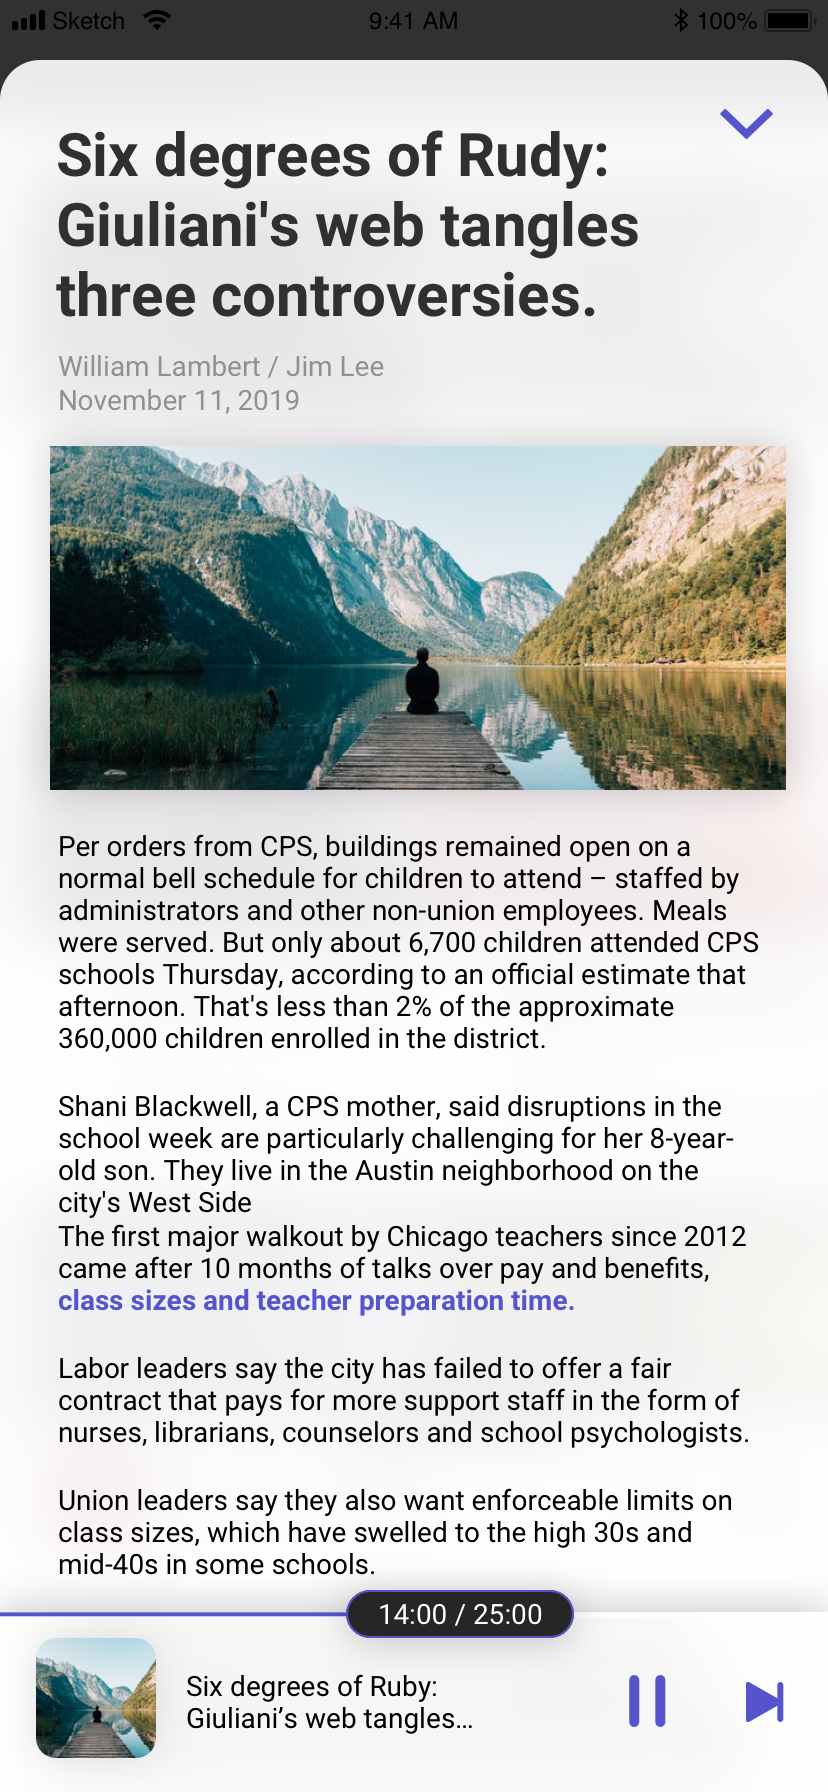 Sketch 9:41 AM 100%
Six degrees of Rudy:
Giuliani's web tangles
three controversies.
William Lambert / Jim Lee
November 11, 2019
Per orders from CPS, buildings remained open on a
normal bell schedule for children to attend – staffed by
administrators and other non-union employees. Meals
were served. But only about 6,700 children attended CPS
schools Thursday, according to an official estimate that
afternoon. That's less than 2% of the approximate
360,000 children enrolled in the district.
Shani Blackwell, a CPS mother, said disruptions in the
school week are particularly challenging for her 8-year-
old son. They live in the Austin neighborhood on the
city's West Side
The first major walkout by Chicago teachers since 2012
came after 10 months of talks over pay and benefits,
class sizes and teacher preparation time.
Labor leaders say the city has failed to offer a fair
contract that pays for more support staff in the form of
nurses, librarians, counselors and school psychologists.
Union leaders say they also want enforceable limits on
class sizes, which have swelled to the high 30s and
mid-40s in some schools.
14:00 / 25:00
Six degrees of Ruby:
Giuliani’s web tangles...